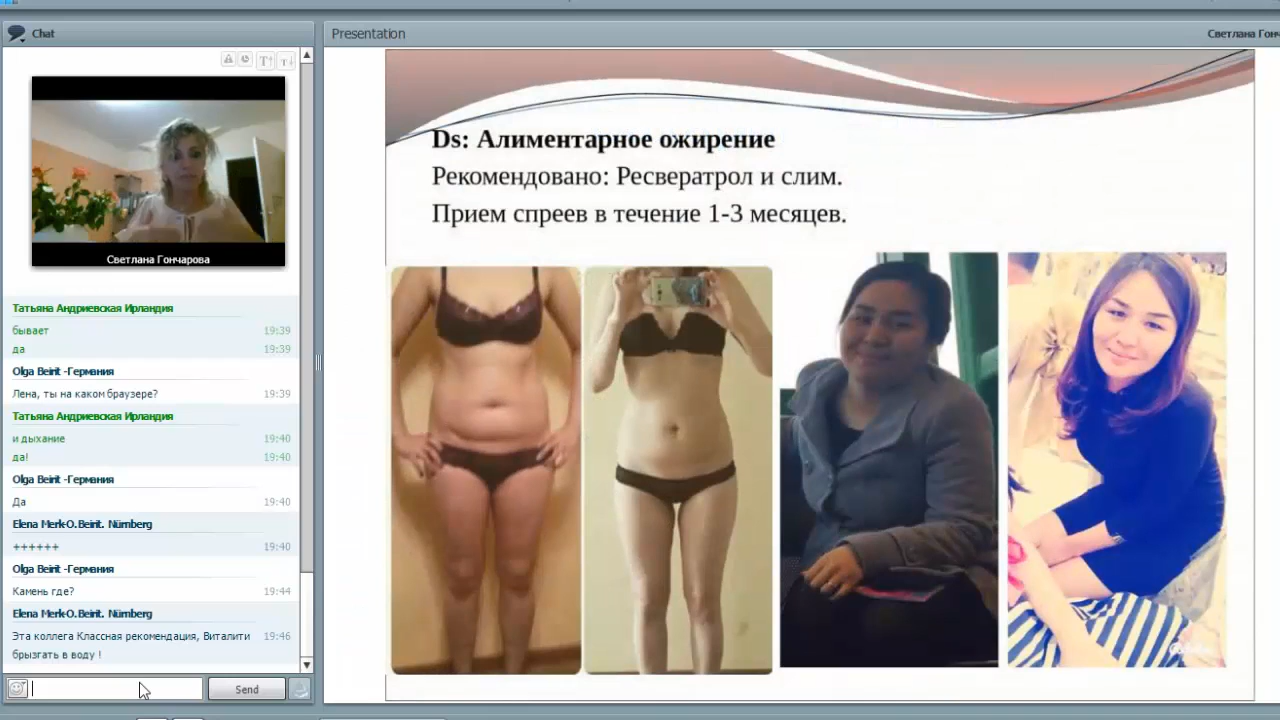 Chat
Presentation
Светлана Гонч
Светлана Гончарова
Татьяна Андриевская Ирландия
бывает 19:39
да 19:39
Olga Beirit -Германия
Лена, ты на каком браузере? 19:39
Татьяна Андриевская Ирландия
и дыхание 19:40
да! 19:40
Olga Beirit -Германия
Да 19:40
Elena Merk-O.Beirit. Nürnberg
++++++ 19:40
Olga Beirit -Германия
Камень где? 19:44
Elena Merk-O.Beirit. Nürnberg
Эта коллега Классная рекомендация, Виталити 19:46
брызгать в воду !
Send
Ds: Алиментарное ожирение
Рекомендовано: Ресвератрол и слим.
Прием спреев в течение 1-3 месяцев.